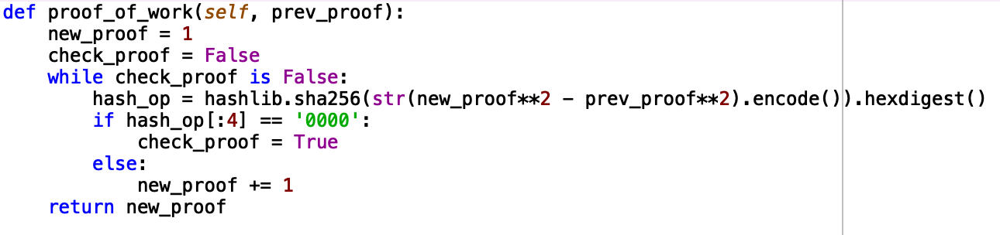 def proof_of_work(self, prev_proof):
    new_proof = 1
    check_proof = False
    while check_proof is False:
        hash_op = hashlib.sha256(str(new_proof**2 - prev_proof**2).encode()).hexdigest()
        if hash_op[:4] == '0000':
            check_proof = True
        else:
            new_proof += 1
    return new_proof